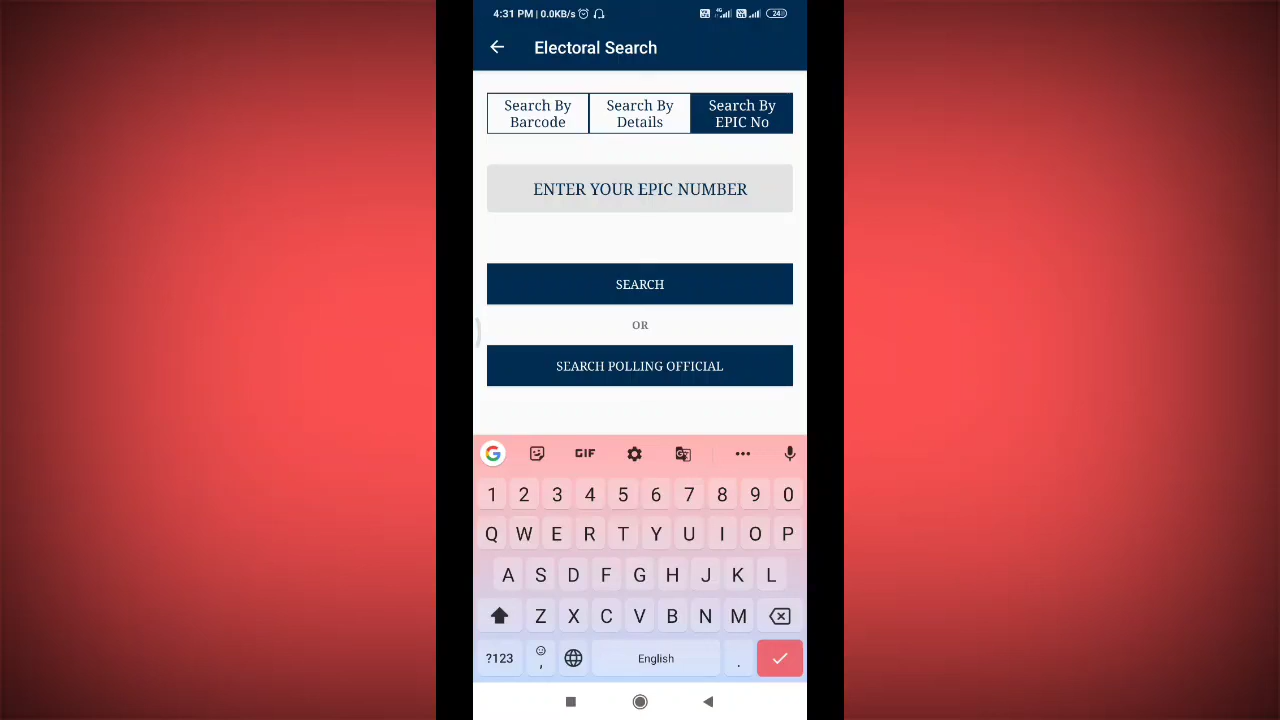 4:31 PM | 0.0KB/s
4G
24
Electoral Search
Search By
Barcode
Search By
Details
Search By
EPIC No
ENTER YOUR EPIC NUMBER
SEARCH
OR
SEARCH POLLING OFFICIAL
G GIF G
1 2 3 4 5 6 7 8 9 0
Q W E R T Y U I O P
A S D F G H J K L
Z X C V B N M
?123 , English .